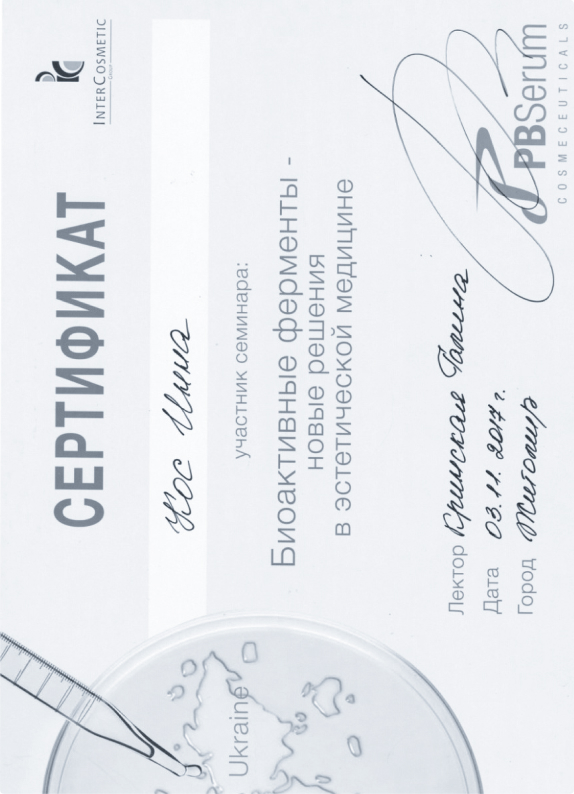 INTERCOSMETIC
GROUP
СЕРТИФИКАТ
Кос Инна
участник семинара:
Биоактивные ферменты -
новые решения
в эстетической медицине
Лектор Кримская Галина
Дата 03.11.2017 г.
Город Житомир
PBSerum
COSMECEUTICALS
Ukraine